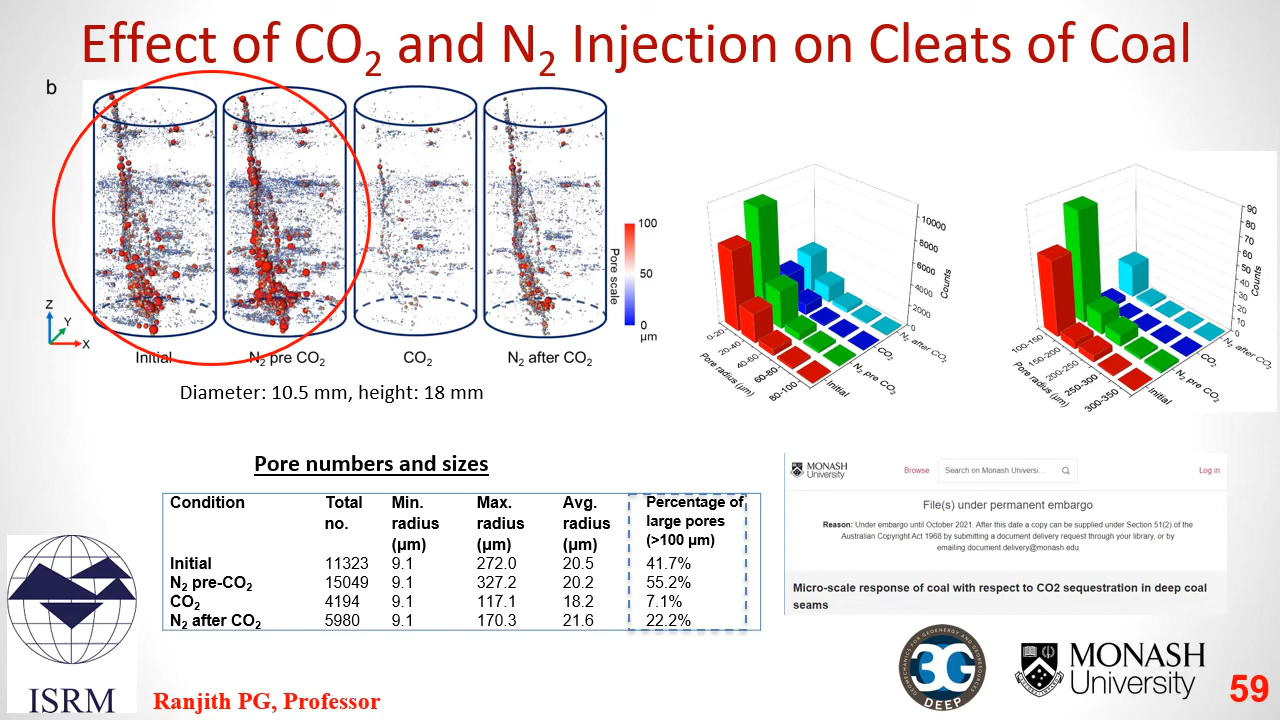 Effect of CO₂ and N₂ Injection on Cleats of Coal
b
Z
Y
X
Initial
N₂ pre CO₂
CO₂
N₂ after CO₂
100
50
0
μm
Pore scale
Diameter: 10.5 mm, height: 18 mm
10000
8000
6000
4000
2000
0
Counts
0-20
20-40
40-60
60-80
80-100
Pore radius (μm)
Initial
N₂ pre CO₂
CO₂
N₂ after CO₂
90
80
70
60
50
40
30
20
10
0
Counts
100-150
150-200
200-250
250-300
300-350
Pore radius (μm)
Initial
N₂ pre CO₂
CO₂
N₂ after CO₂
Pore numbers and sizes
Condition Total no. Min. radius (μm) Max. radius (μm) Avg. radius (μm) Percentage of large pores (>100 μm)
Initial 11323 9.1 272.0 20.5 41.7%
N₂ pre-CO₂ 15049 9.1 327.2 20.2 55.2%
CO₂ 4194 9.1 117.1 18.2 7.1%
N₂ after CO₂ 5980 9.1 170.3 21.6 22.2%
MONASH University
Browse
Search on Monash Universi...
Log in
File(s) under permanent embargo
Reason: Under embargo until October 2021. After this date a copy can be supplied under Section 51(2) of the
Australian Copyright Act 1968 by submitting a document delivery request through your library, or by
emailing document.delivery@monash.edu
Micro-scale response of coal with respect to CO2 sequestration in deep coal
seams
ISRM
Ranjith PG, Professor
GEOMECHANICS FOR GEOENERGY AND GEORESOURCES
3G
DEEP
MONASH
University
59